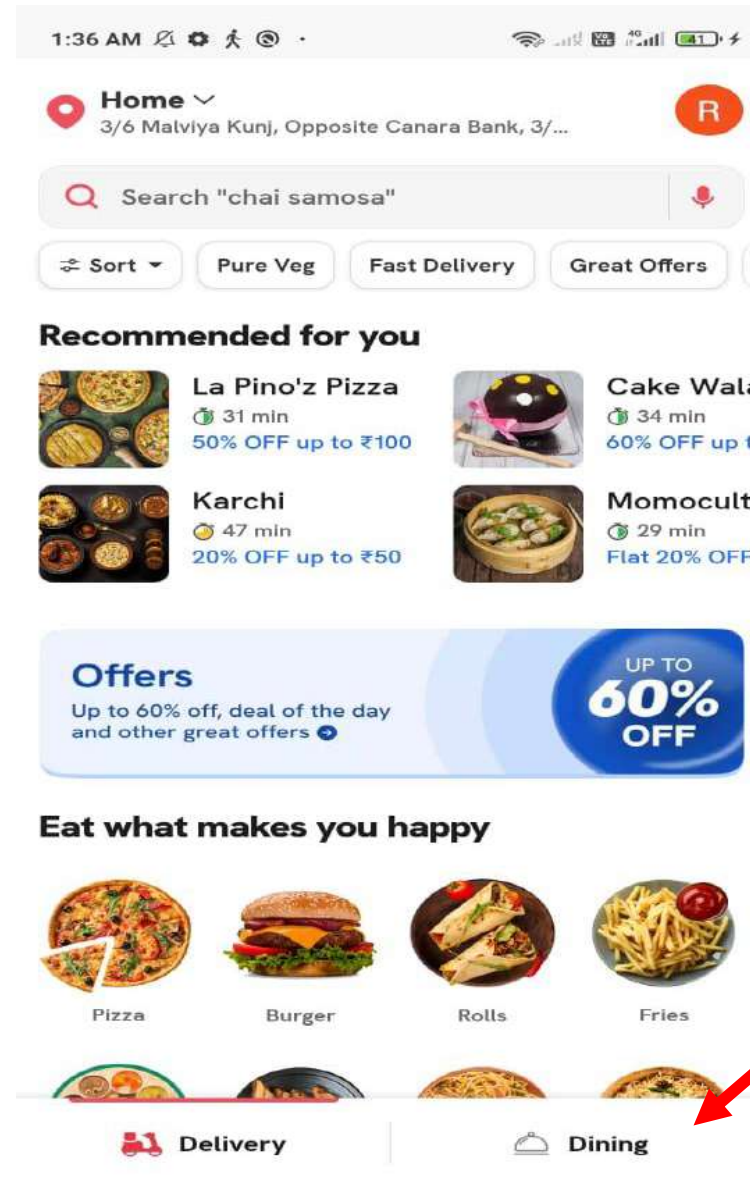 1:36 AM
4G
41
Home
R
3/6 Malviya Kunj, Opposite Canara Bank, 3/...
Search "chai samosa"
Sort
Pure Veg
Fast Delivery
Great Offers
Recommended for you
La Pino'z Pizza
31 min
50% OFF up to ₹100
Cake Wala
34 min
60% OFF up t
Karchi
47 min
20% OFF up to ₹50
Momocult
29 min
Flat 20% OFF
Offers
Up to 60% off, deal of the day
and other great offers
UP TO
60%
OFF
Eat what makes you happy
Pizza
Burger
Rolls
Fries
Delivery
Dining